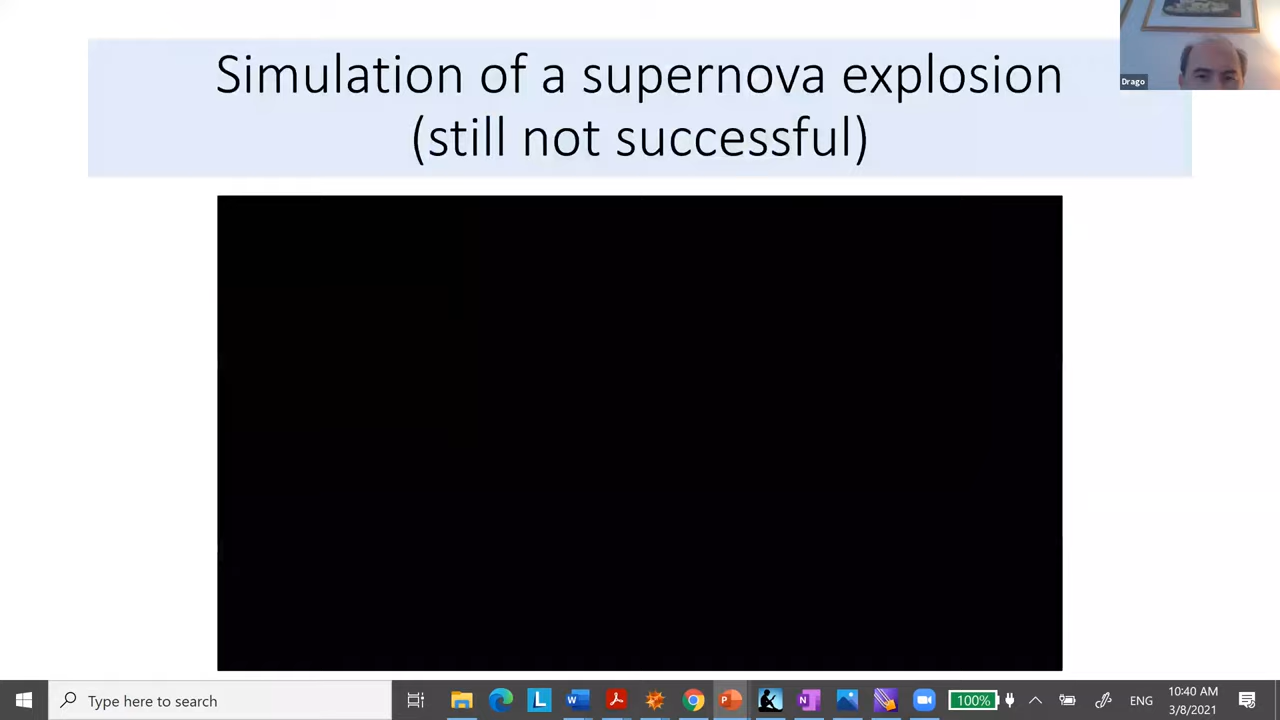 Simulation of a supernova explosion
(still not successful)
Drago
Type here to search
L
W
P
N
100%
ENG
10:40 AM
3/8/2021